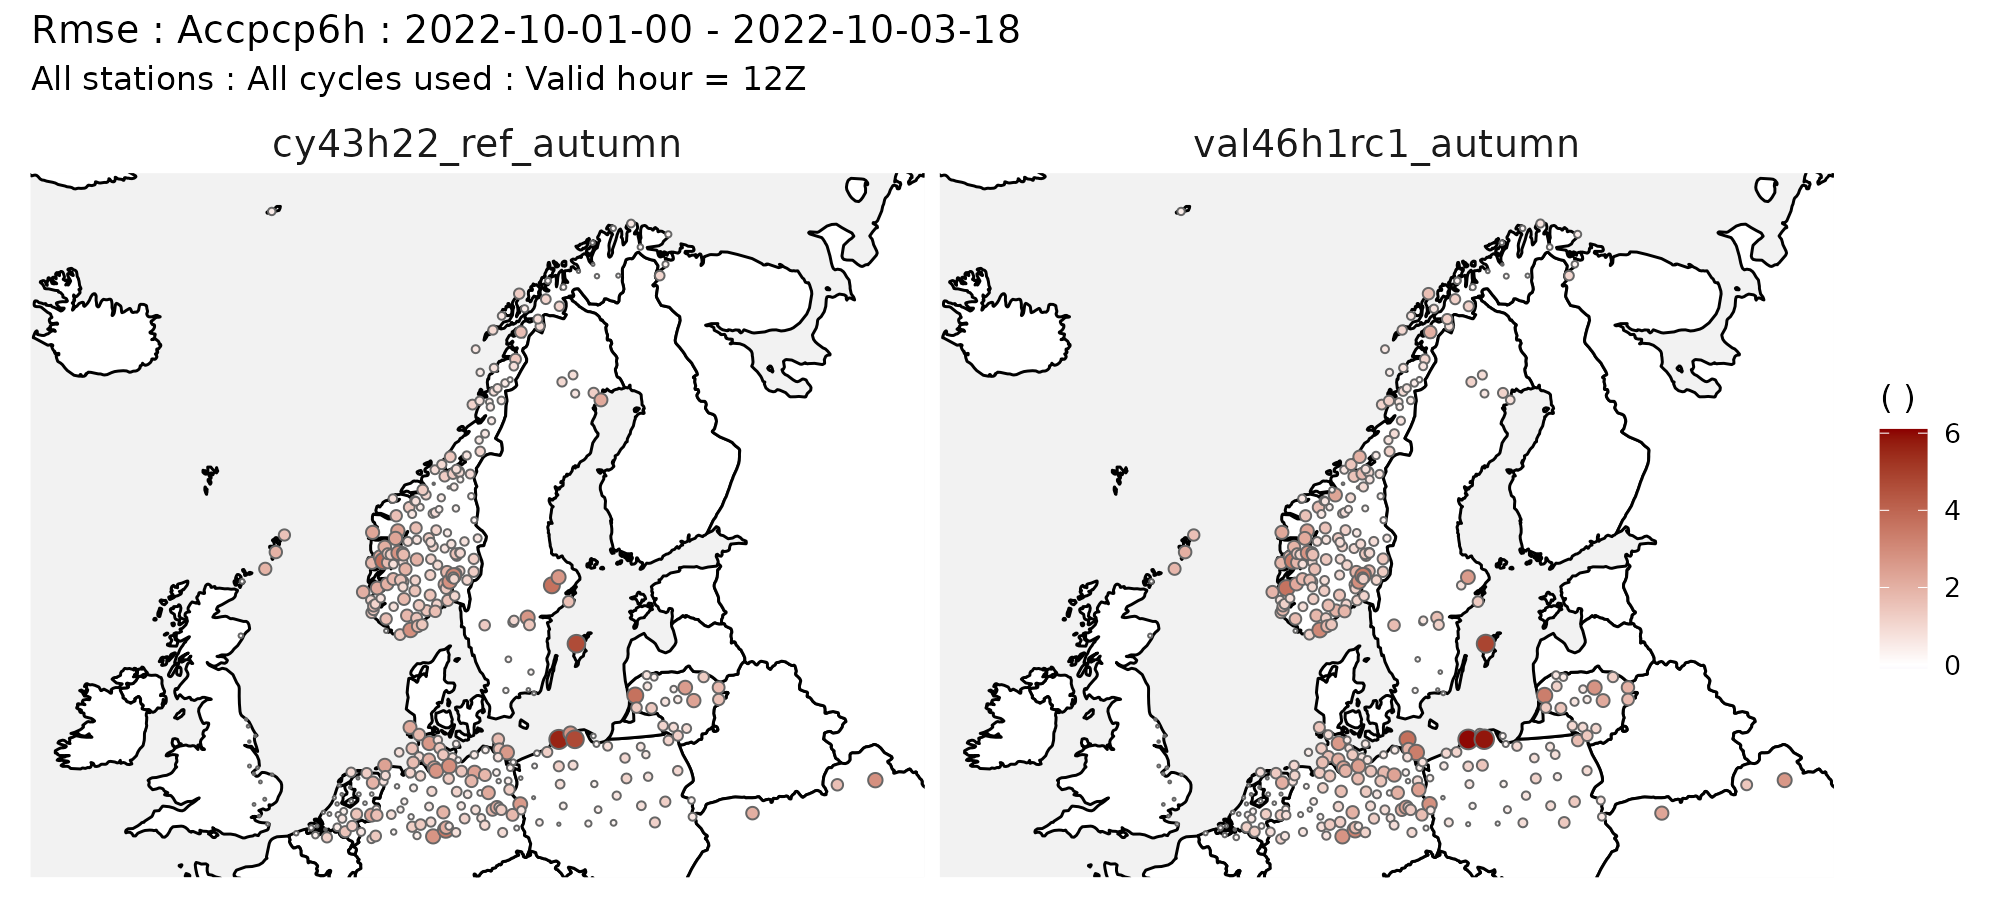 Rmse : Accpcp6h : 2022-10-01-00 - 2022-10-03-18
All stations : All cycles used : Valid hour = 12Z
cy43h22_ref_autumn
val46h1rc1_autumn
( )
6
4
2
0